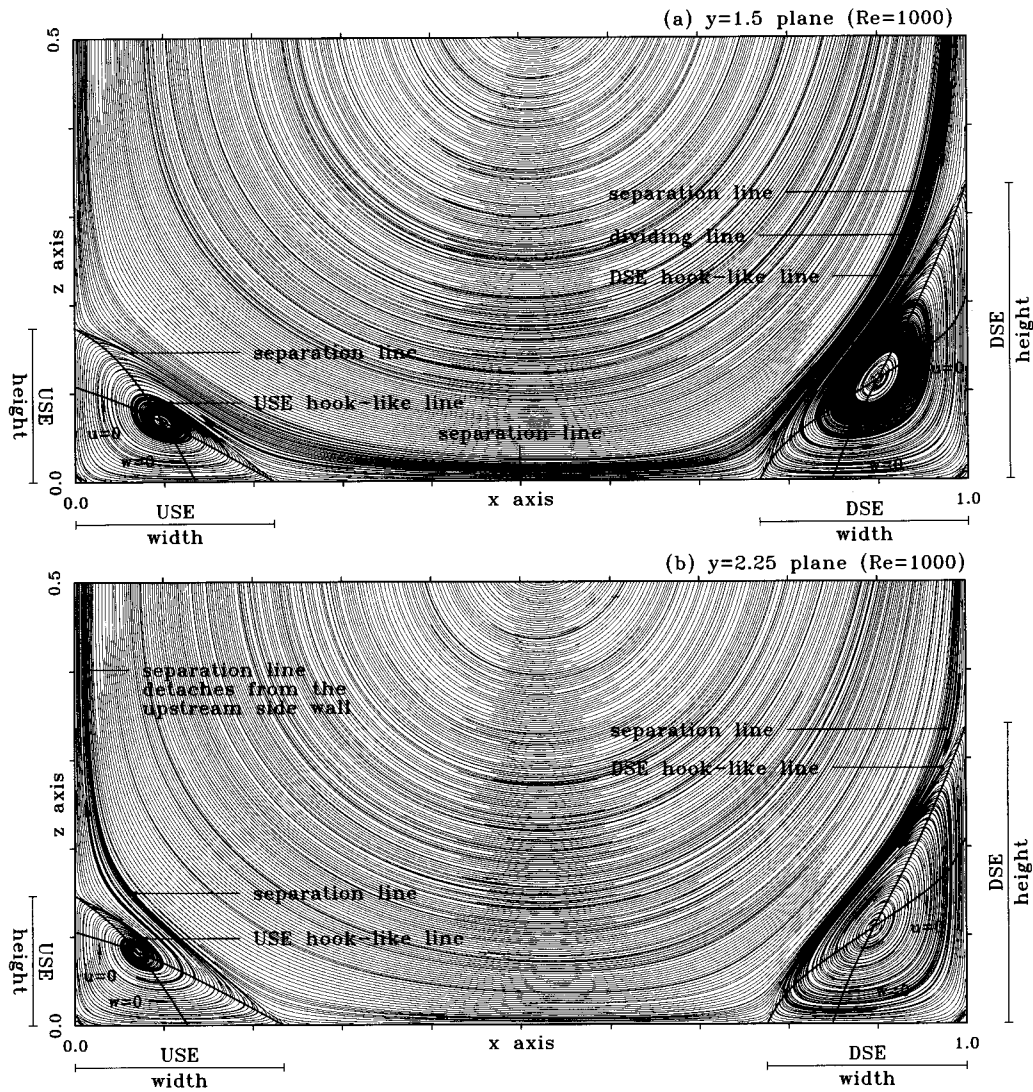 (a) y=1.5 plane (Re=1000)
0.5
z axis
0.0
separation line
dividing line
DSE hook-like line
separation line
USE hook-like line
separation line
u=0
w=0
u=0
w=0
USE
height
DSE
height
0.0
x axis
1.0
USE
width
DSE
width
(b) y=2.25 plane (Re=1000)
0.5
z axis
0.0
separation line
detaches from the
upstream side wall
separation line
DSE hook-like line
separation line
USE hook-like line
u=0
w=0
u=0
w=0
USE
height
DSE
height
0.0
x axis
1.0
USE
width
DSE
width